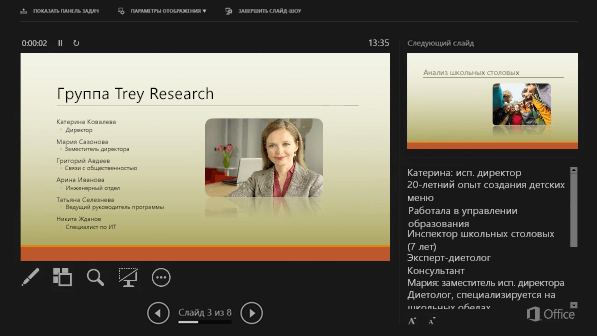 ПОКАЗАТЬ ПАНЕЛЬ ЗАДАЧ
ПАРАМЕТРЫ ОТОБРАЖЕНИЯ ▼
ЗАВЕРШИТЬ СЛАЙД-ШОУ
0:00:02
13:35
Группа Trey Research
Катерина Ковалева
Директор
Мария Сазонова
Заместитель директора
Григорий Авдеев
Связи с общественностью
Арина Иванова
Инженерный отдел
Татьяна Селезнева
Ведущий руководитель программы
Никита Жданов
Специалист по ИТ
Слайд 3 из 8
Следующий слайд
Анализ школьных столовых
Катерина: исп. директор
20-летний опыт создания детских
меню
Работала в управлении
образования
Инспектор школьных столовых
(7 лет)
Эксперт-диетолог
Консультант
Мария: заместитель исп. директора
Диетолог, специализируется на
школьных обедах
A A
Office